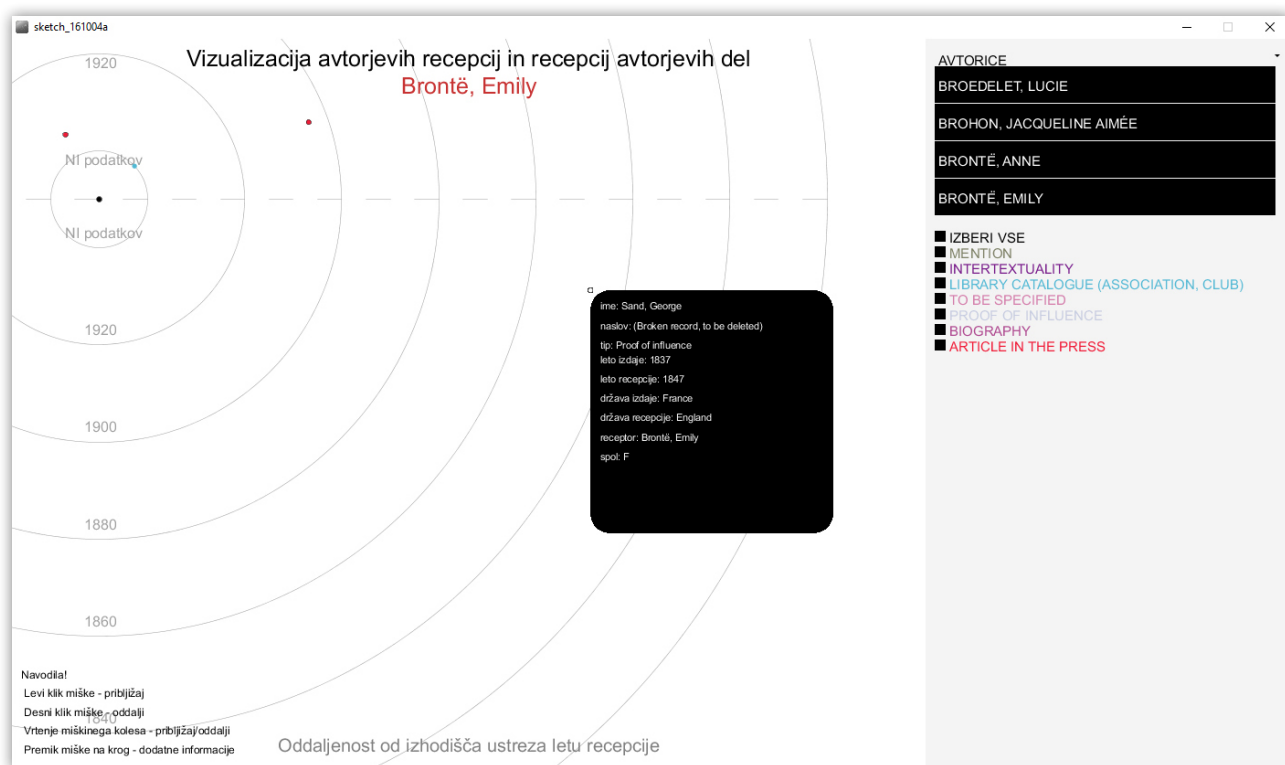 sketch_161004a
Vizualizacija avtorjevih recepcij in recepcij avtorjevih del
Brontë, Emily
1920
NI podatkov
NI podatkov
1920
1900
1880
1860
1840
ime: Sand, George
naslov: (Broken record, to be deleted)
tip: Proof of influence
leto izdaje: 1837
leto recepcije: 1847
država izdaje: France
država recepcije: England
receptor: Brontë, Emily
spol: F
Navodila!
Levi klik miške - približaj
Desni klik miške - oddalji
Vrtenje miškinega kolesa - približaj/oddalji
Premik miške na krog - dodatne informacije
Oddaljenost od izhodišča ustreza letu recepcije
AVTORICE
BROEDELET, LUCIE
BROHON, JACQUELINE AIMÉE
BRONTË, ANNE
BRONTË, EMILY
IZBERI VSE
MENTION
INTERTEXTUALITY
LIBRARY CATALOGUE (ASSOCIATION, CLUB)
TO BE SPECIFIED
PROOF OF INFLUENCE
BIOGRAPHY
ARTICLE IN THE PRESS